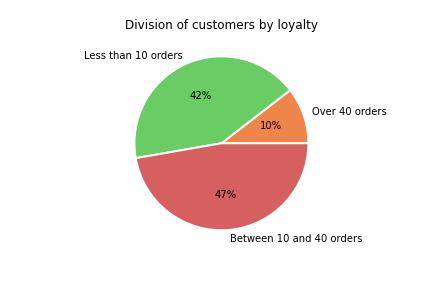 Division of customers by loyalty
Less than 10 orders
42%
Over 40 orders
10%
47%
Between 10 and 40 orders